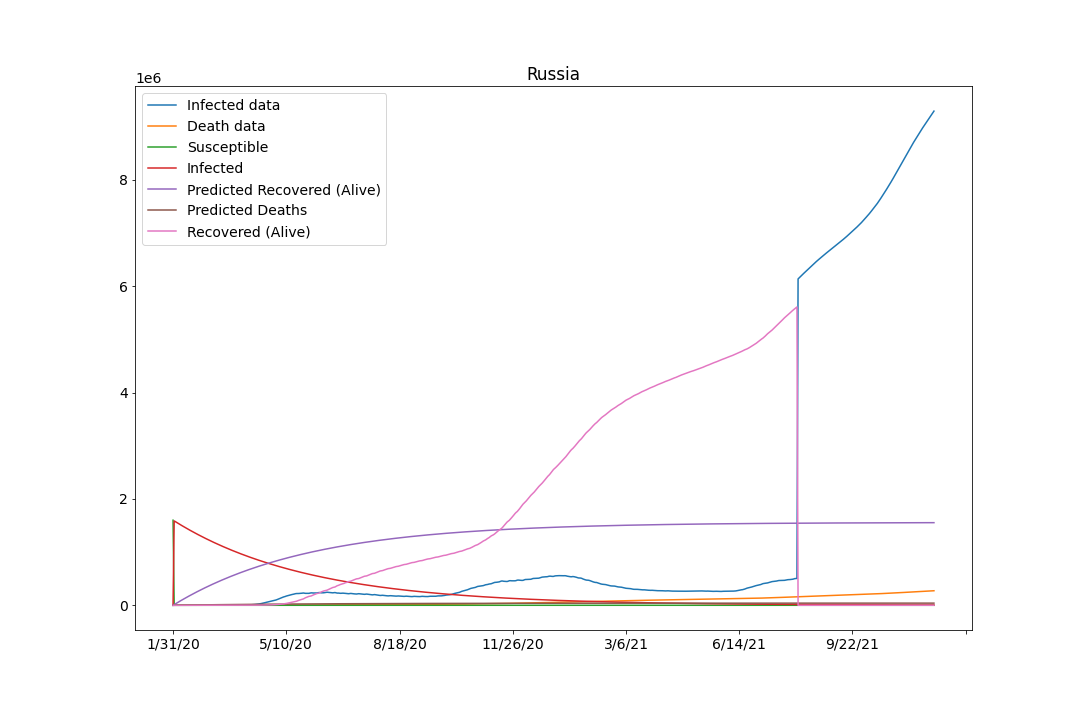 Russia
1e6
Infected data
Death data
Susceptible
Infected
Predicted Recovered (Alive)
Predicted Deaths
Recovered (Alive)
8
6
4
2
0
1/31/20 5/10/20 8/18/20 11/26/20 3/6/21 6/14/21 9/22/21